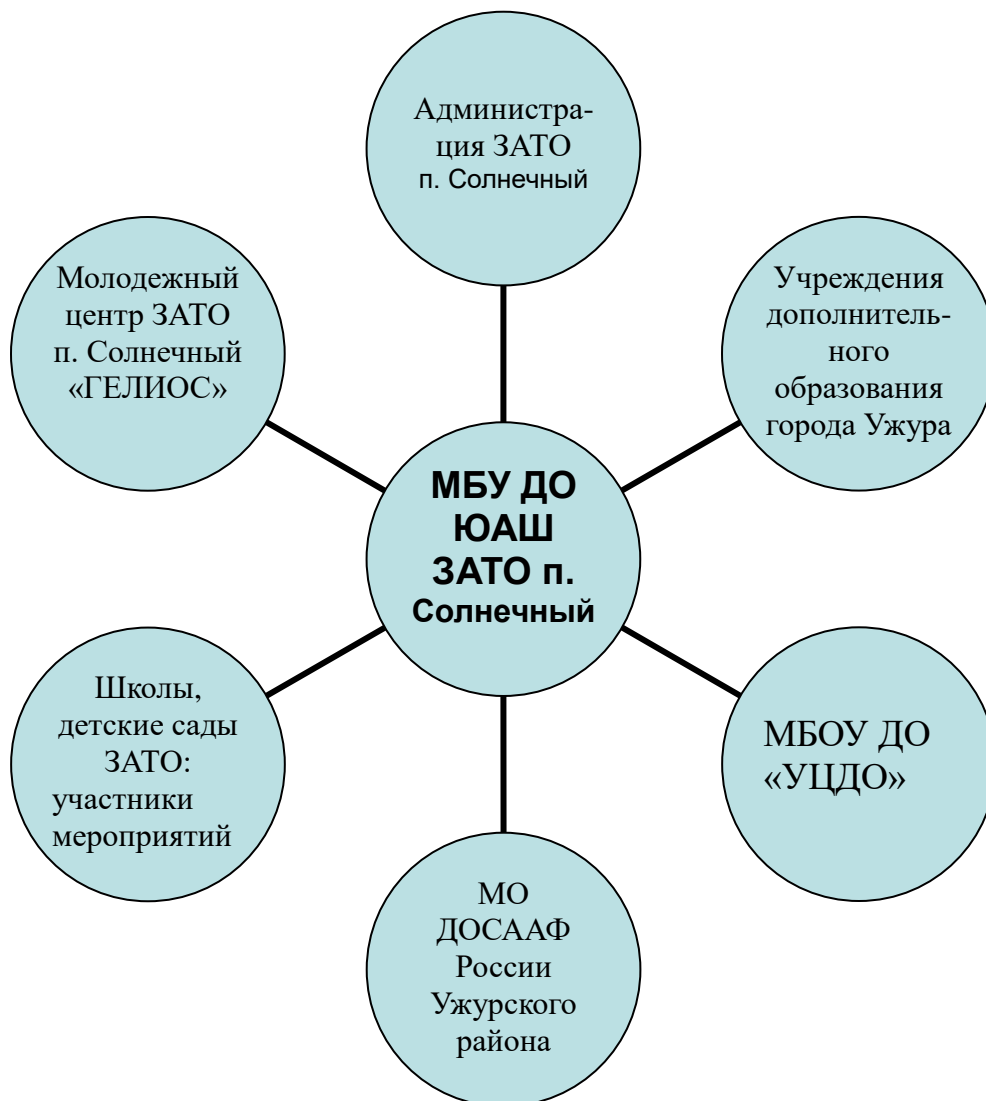 Администра-
ция ЗАТО
п. Солнечный
Молодежный
центр ЗАТО
п. Солнечный
«ГЕЛИОС»
Учреждения
дополнитель-
ного
образования
города Ужура
МБУ ДО
ЮАШ
ЗАТО п.
Солнечный
Школы,
детские сады
ЗАТО:
участники
мероприятий
МБОУ ДО
«УЦДО»
МО
ДОСААФ
России
Ужурского
района